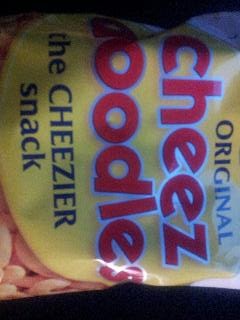 ORIGINAL
cheez
doodles
the CHEEZIER
snack